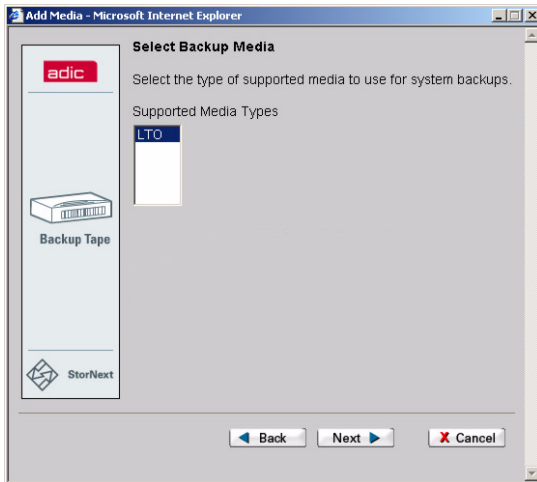 Add Media - Microsoft Internet Explorer
Select Backup Media
adic
Select the type of supported media to use for system backups.
Supported Media Types
LTO
Backup Tape
StorNext
Back
Next
X Cancel